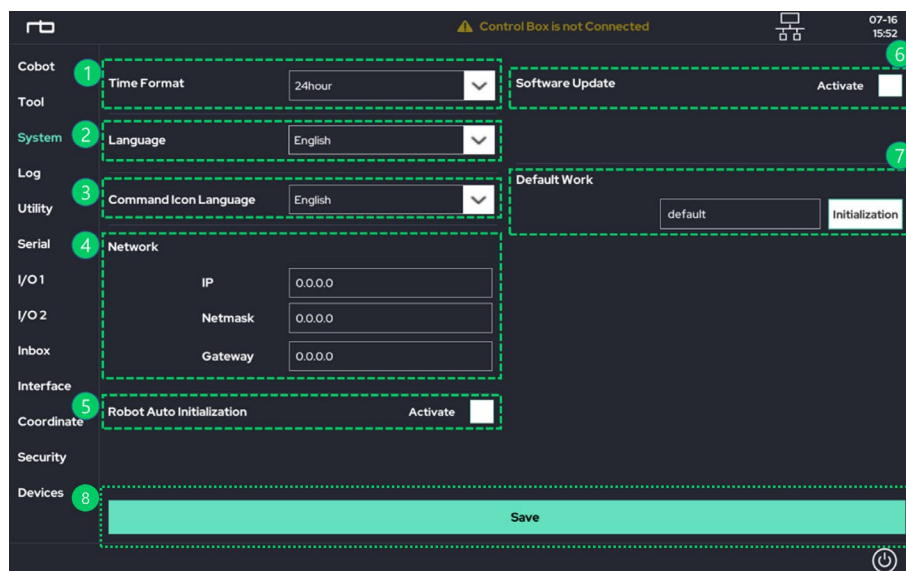 rb
Control Box is not Connected
07-16
15:52
Cobot
Tool
System
Log
Utility
Serial
I/O 1
I/O 2
Inbox
Interface
Coordinate
Security
Devices
1
Time Format
24hour
2
Language
English
3
Command Icon Language
English
4
Network
IP
0.0.0.0
Netmask
0.0.0.0
Gateway
0.0.0.0
5
Robot Auto Initialization
Activate
6
Software Update
Activate
7
Default Work
default
Initialization
8
Save